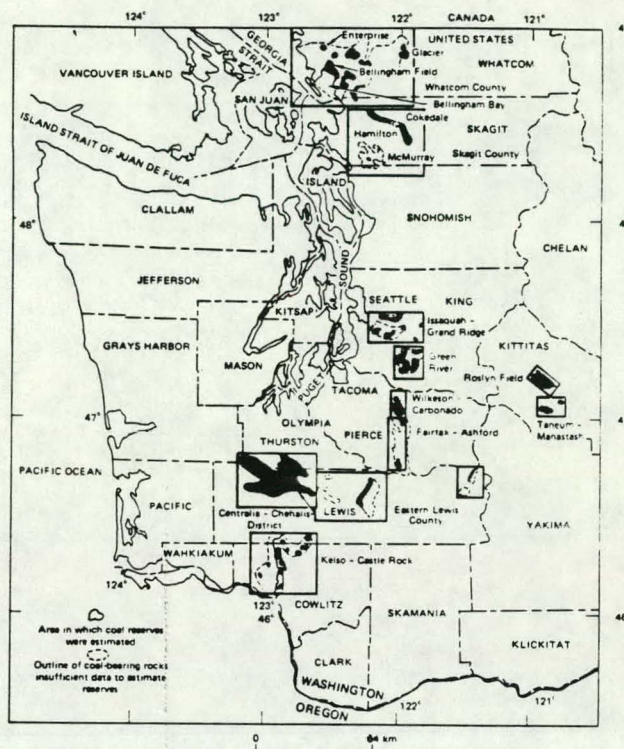 124°
123°
122°
CANADA
121°
Enterprise
UNITED STATES
GEORGIA
STRAIT
Glacier
WHATCOM
VANCOUVER ISLAND
Bellingham Field
Whatcom County
SAN JUAN
Bellingham Bay
Cokedale
ISLAND STRAIT OF JUAN DE FUCA
Hamilton
SKAGIT
McMurray
Skagit County
ISLAND
CLALLAM
48°
SNOHOMISH
CHELAN
SOUND
JEFFERSON
SEATTLE
KING
KITSAP
Issaquah -
Grand Ridge
KITTITAS
GRAYS HARBOR
Green
River
MASON
Roslyn Field
PUGET
TACOMA
Wilkeson -
Carbonado
47°
OLYMPIA
Taneum -
Manastash
THURSTON
PIERCE
Fairfax - Ashford
PACIFIC OCEAN
PACIFIC
LEWIS
Centralia - Chehalis
District
Eastern Lewis
County
YAKIMA
WAHKIAKUM
Kelso - Castle Rock
124°
123°
46°
COWLITZ
SKAMANIA
Area in which coal reserves
were estimated
KLICKITAT
Outline of coal-bearing rocks
insufficient data to estimate
reserves
CLARK
WASHINGTON
OREGON
122°
121°
0
64 km